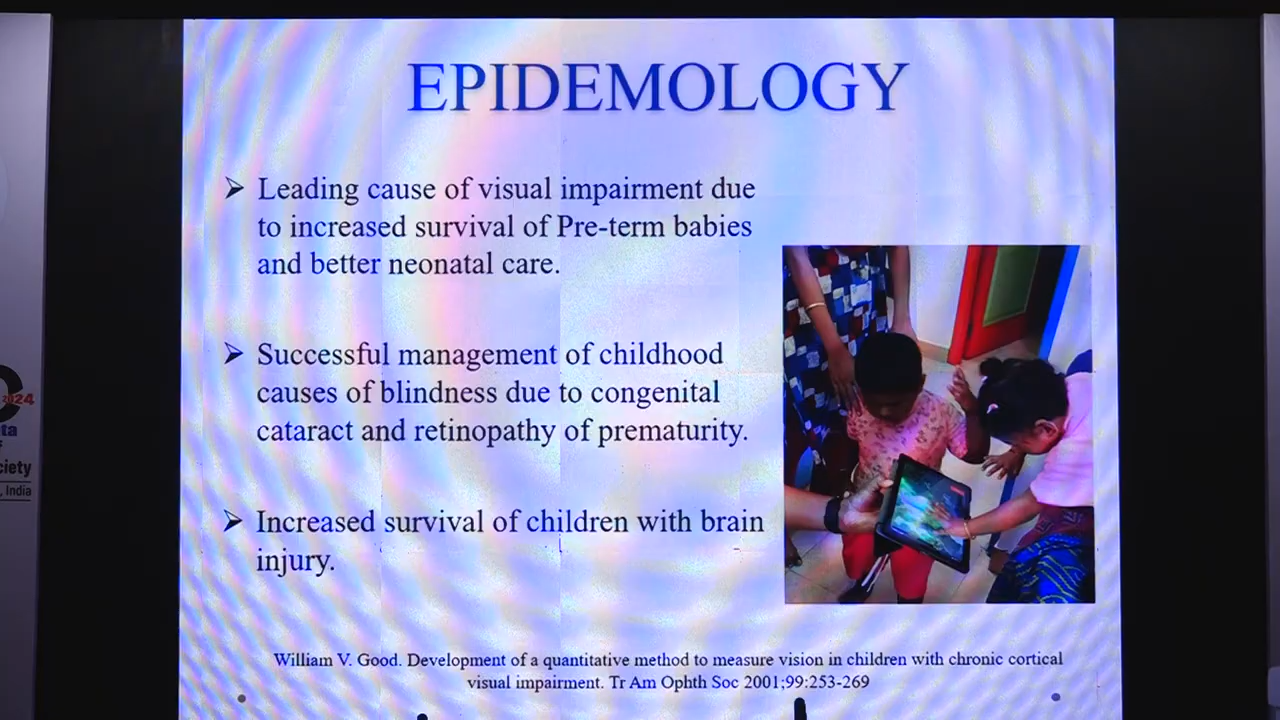 EPIDEMOLOGY
➢ Leading cause of visual impairment due
to increased survival of Pre-term babies
and better neonatal care.
➢ Successful management of childhood
causes of blindness due to congenital
cataract and retinopathy of prematurity.
➢ Increased survival of children with brain
injury.
William V. Good. Development of a quantitative method to measure vision in children with chronic cortical
visual impairment. Tr Am Ophth Soc 2001;99:253-269
2024
ciety
, India